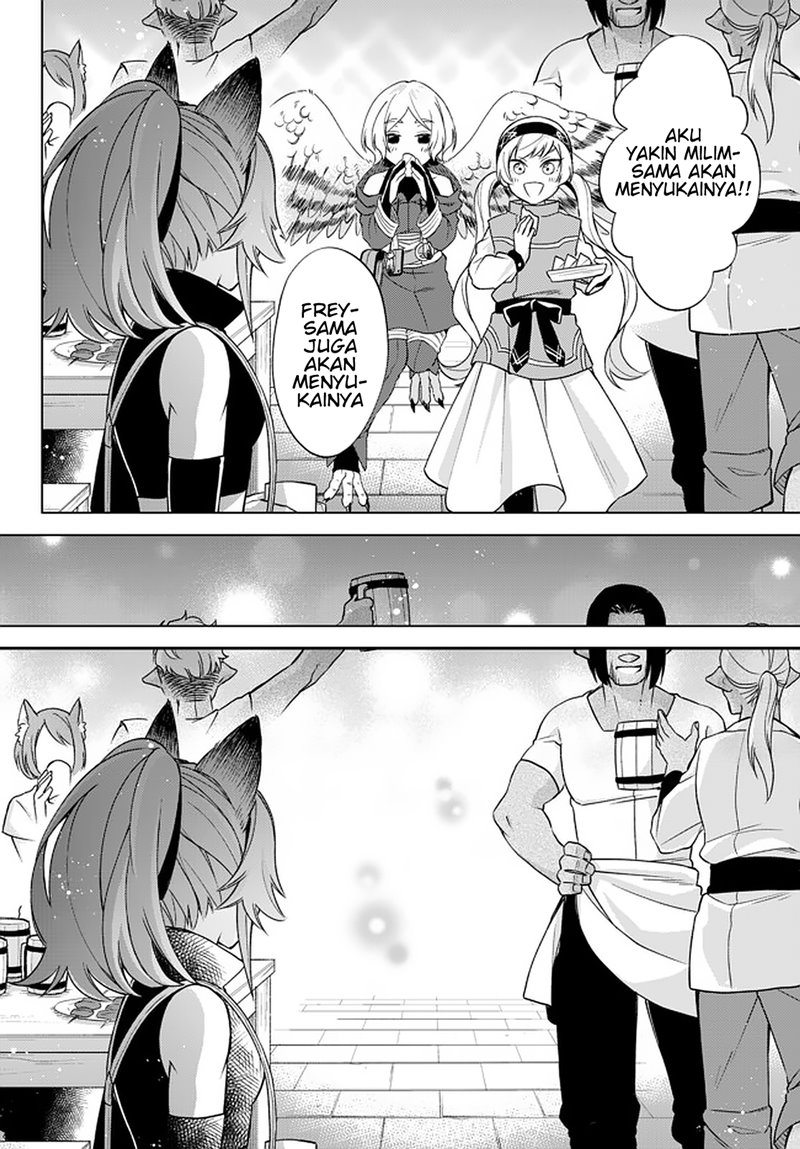 AKU
YAKIN MILIM-
SAMA AKAN
MENYUKAINYA!!
FREY-
SAMA
JUGA
AKAN
MENYU-
KAINYA